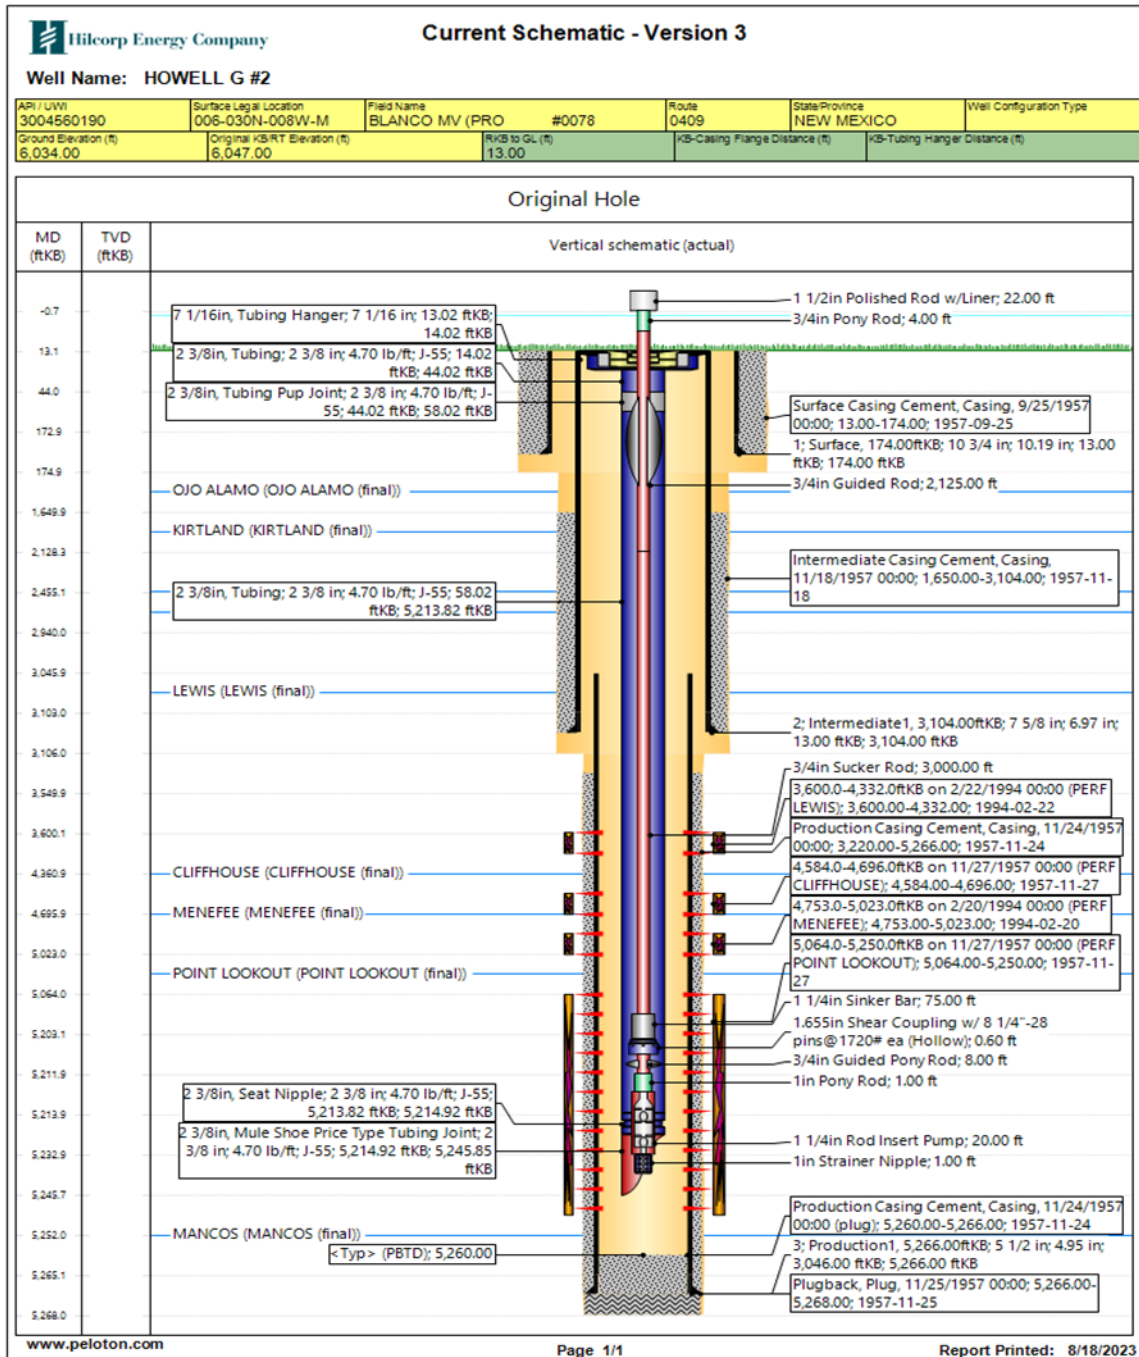 Hilcorp Energy Company
Current Schematic - Version 3
Well Name: HOWELL G #2
API / UWI
3004560190
Surface Legal Location
006-030N-008W-M
Field Name
BLANCO MV (PRO #0078
Route
0409
State/Province
NEW MEXICO
Well Configuration Type
Ground Elevation (ft)
6,034.00
Original KB/RT Elevation (ft)
6,047.00
RKB to GL (ft)
13.00
KB-Casing Flange Distance (ft)
KB-Tubing Hanger Distance (ft)
Original Hole
MD
(ftKB)
TVD
(ftKB)
Vertical schematic (actual)
-0.7
13.1
44.0
172.9
174.9
1,649.9
2,128.3
2,455.1
2,940.0
3,045.9
3,103.0
3,106.0
3,549.9
3,600.1
4,360.9
4,695.9
5,023.0
5,064.0
5,209.1
5,211.9
5,213.9
5,232.9
5,245.7
5,252.0
5,265.1
5,268.0
7 1/16in, Tubing Hanger; 7 1/16 in; 13.02 ftKB;
14.02 ftKB
2 3/8in, Tubing; 2 3/8 in; 4.70 lb/ft; J-55; 14.02
ftKB; 44.02 ftKB
2 3/8in, Tubing Pup Joint; 2 3/8 in; 4.70 lb/ft; J-
55; 44.02 ftKB; 58.02 ftKB
OJO ALAMO (OJO ALAMO (final))
KIRTLAND (KIRTLAND (final))
2 3/8in, Tubing; 2 3/8 in; 4.70 lb/ft; J-55; 58.02
ftKB; 5,213.82 ftKB
LEWIS (LEWIS (final))
CLIFFHOUSE (CLIFFHOUSE (final))
MENEFEE (MENEFEE (final))
POINT LOOKOUT (POINT LOOKOUT (final))
2 3/8in, Seat Nipple; 2 3/8 in; 4.70 lb/ft; J-55;
5,213.82 ftKB; 5,214.92 ftKB
2 3/8in, Mule Shoe Price Type Tubing Joint; 2
3/8 in; 4.70 lb/ft; J-55; 5,214.92 ftKB; 5,245.85
ftKB
MANCOS (MANCOS (final))
<Typ> (PBTD); 5,260.00
1 1/2in Polished Rod w/Liner; 22.00 ft
3/4in Pony Rod; 4.00 ft
Surface Casing Cement, Casing, 9/25/1957
00:00; 13.00-174.00; 1957-09-25
1; Surface, 174.00ftKB; 10 3/4 in; 10.19 in; 13.00
ftKB; 174.00 ftKB
3/4in Guided Rod; 2,125.00 ft
Intermediate Casing Cement, Casing,
11/18/1957 00:00; 1,650.00-3,104.00; 1957-11-
18
2; Intermediate1, 3,104.00ftKB; 7 5/8 in; 6.97 in;
13.00 ftKB; 3,104.00 ftKB
3/4in Sucker Rod; 3,000.00 ft
3,600.0-4,332.0ftKB on 2/22/1994 00:00 (PERF
LEWIS); 3,600.00-4,332.00; 1994-02-22
Production Casing Cement, Casing, 11/24/1957
00:00; 3,220.00-5,266.00; 1957-11-24
4,584.0-4,696.0ftKB on 11/27/1957 00:00 (PERF
CLIFFHOUSE); 4,584.00-4,696.00; 1957-11-27
4,753.0-5,023.0ftKB on 2/20/1994 00:00 (PERF
MENEFEE); 4,753.00-5,023.00; 1994-02-20
5,064.0-5,250.0ftKB on 11/27/1957 00:00 (PERF
POINT LOOKOUT); 5,064.00-5,250.00; 1957-11-
27
1 1/4in Sinker Bar; 75.00 ft
1.655in Shear Coupling w/ 8 1/4"-28
pins@1720# ea (Hollow); 0.60 ft
3/4in Guided Pony Rod; 8.00 ft
1in Pony Rod; 1.00 ft
1 1/4in Rod Insert Pump; 20.00 ft
1in Strainer Nipple; 1.00 ft
Production Casing Cement, Casing, 11/24/1957
00:00 (plug); 5,260.00-5,266.00; 1957-11-24
3; Production1, 5,266.00ftKB; 5 1/2 in; 4.95 in;
3,046.00 ftKB; 5,266.00 ftKB
Plugback, Plug, 11/25/1957 00:00; 5,266.00-
5,268.00; 1957-11-25
www.peloton.com
Page 1/1
Report Printed: 8/18/2023